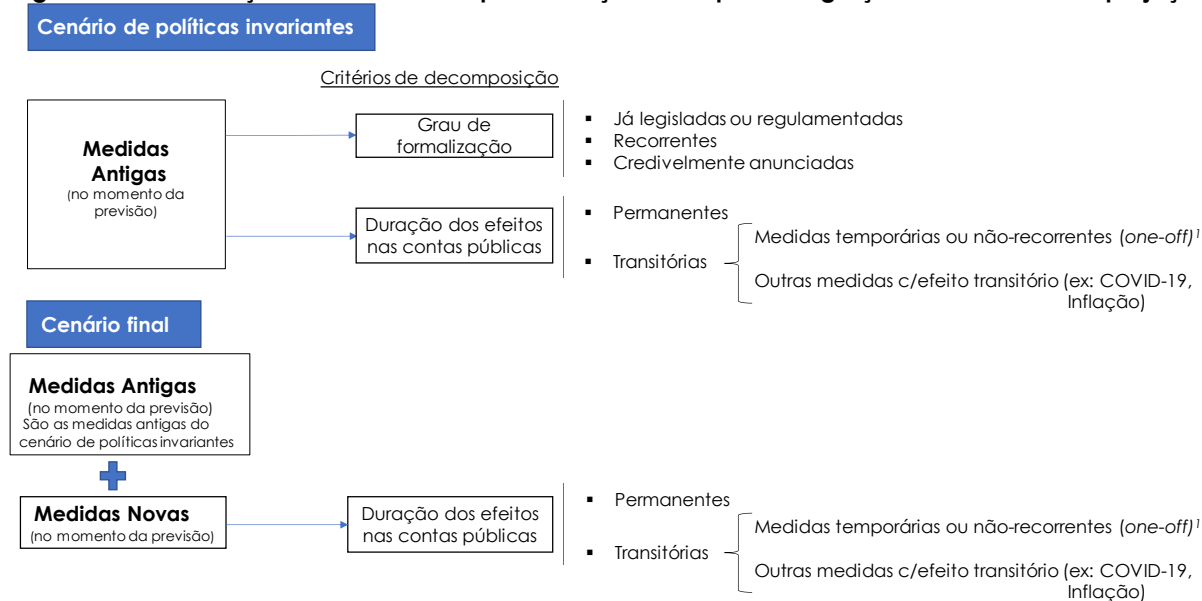 Cenário de políticas invariantes
Critérios de decomposição
Medidas
Antigas
(no momento da
previsão)
Grau de
formalização
▪ Já legisladas ou regulamentadas
▪ Recorrentes
▪ Credivelmente anunciadas
Duração dos efeitos
nas contas públicas
▪ Permanentes
▪ Transitórias
Medidas temporárias ou não-recorrentes (one-off)¹
Outras medidas c/efeito transitório (ex: COVID-19,
Inflação)
Cenário final
Medidas Antigas
(no momento da previsão)
São as medidas antigas do
cenário de políticas invariantes
Medidas Novas
(no momento da previsão)
Duração dos efeitos
nas contas públicas
▪ Permanentes
▪ Transitórias
Medidas temporárias ou não-recorrentes (one-off)¹
Outras medidas c/efeito transitório (ex: COVID-19,
Inflação)